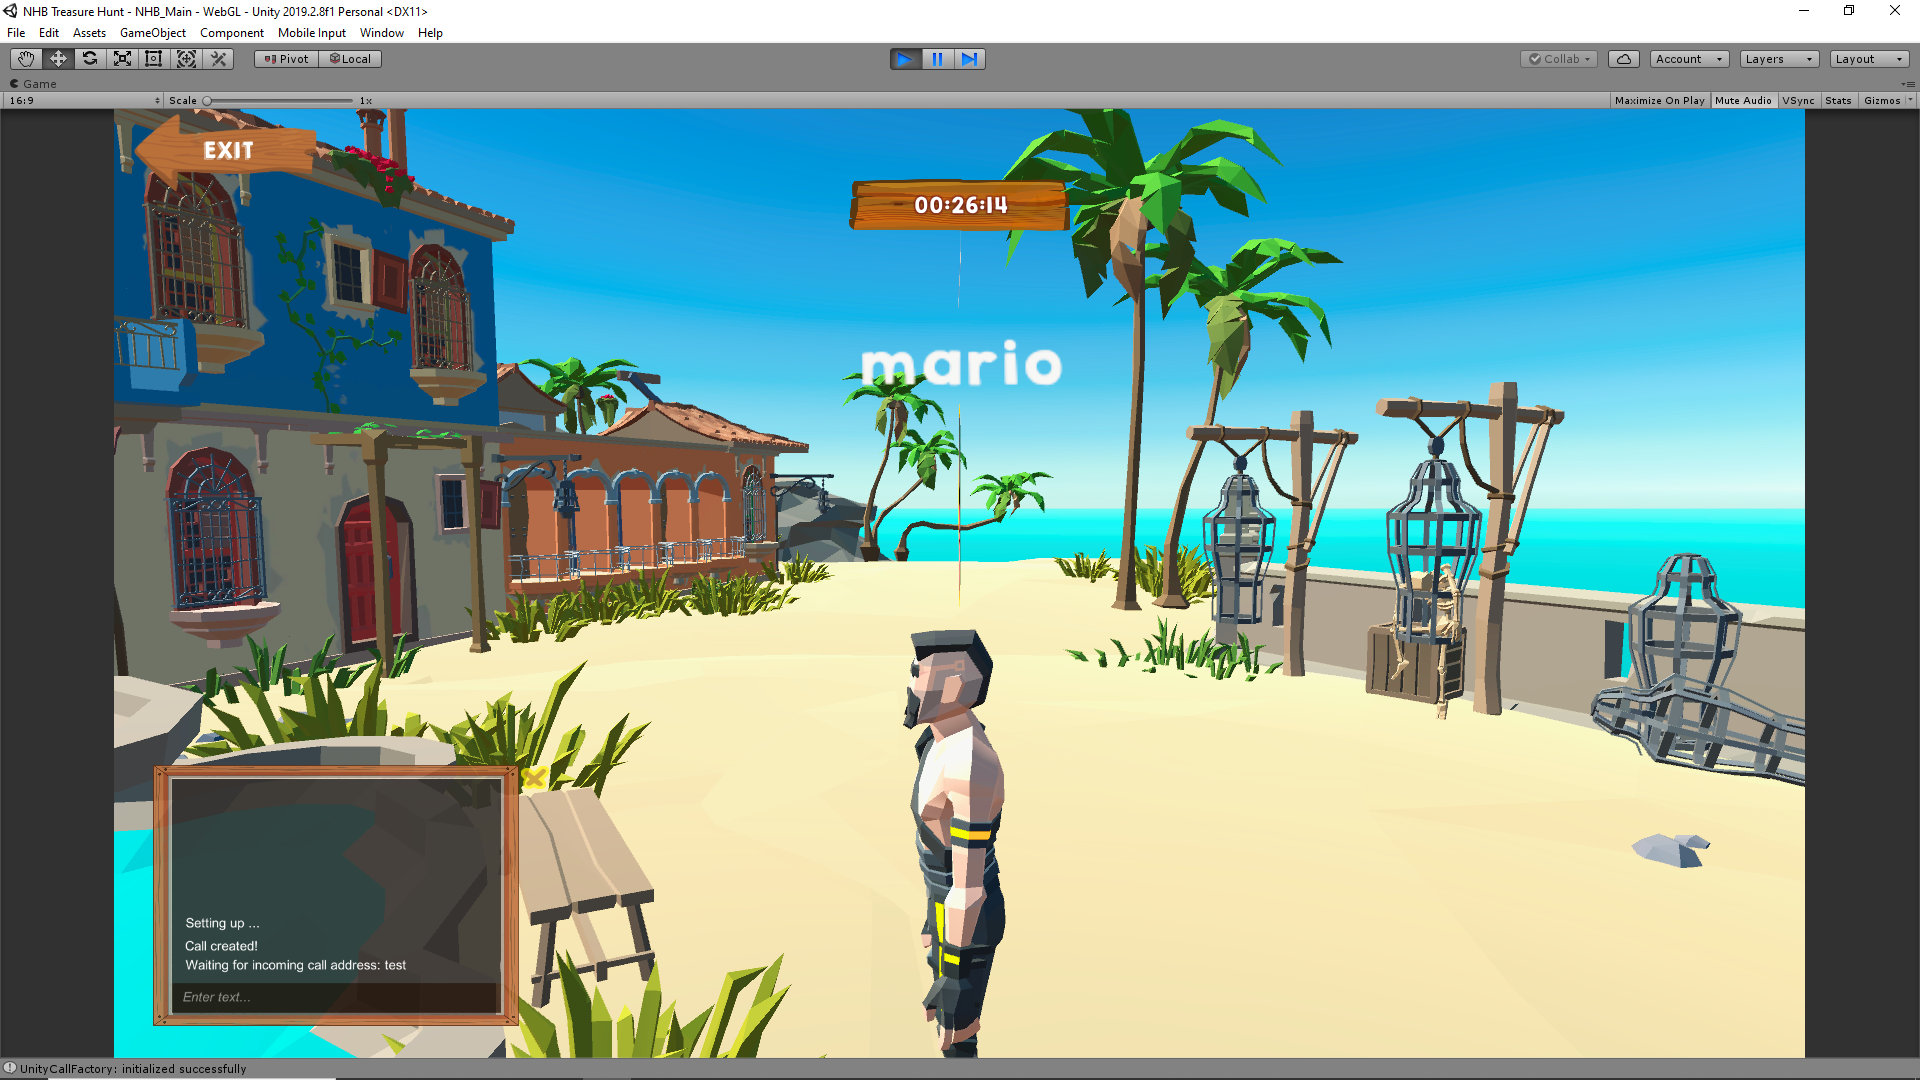 NHB Treasure Hunt - NHB_Main - WebGL - Unity 2019.2.8f1 Personal <DX11>
File Edit Assets GameObject Component Mobile Input Window Help
Pivot Local Collab Account Layers Layout
Game
16:9 Scale 1x Maximize On Play Mute Audio VSync Stats Gizmos
EXIT
00:26:14
mario
Setting up ...
Call created!
Waiting for incoming call address: test
Enter text...
UnityCallFactory: initialized successfully